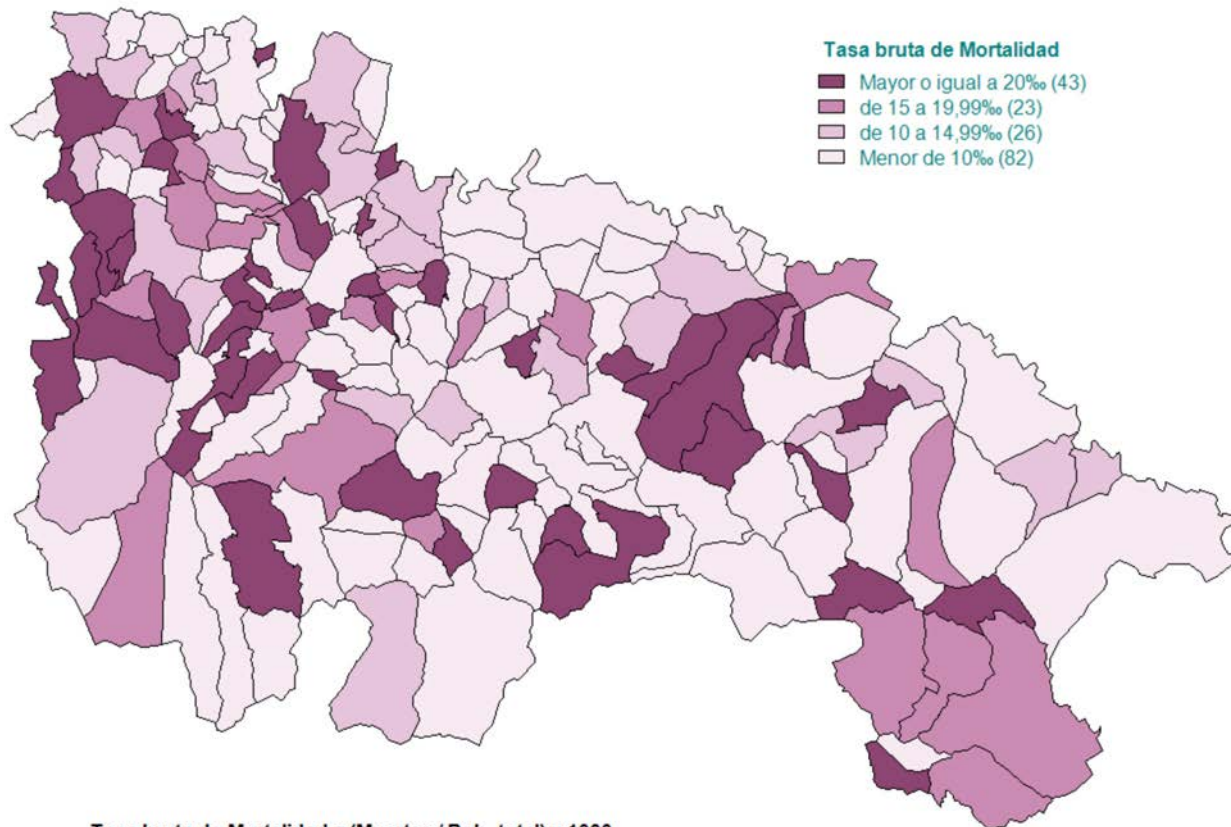 Tasa bruta de Mortalidad
Mayor o igual a 20‰ (43)
de 15 a 19,99‰ (23)
de 10 a 14,99‰ (26)
Menor de 10‰ (82)